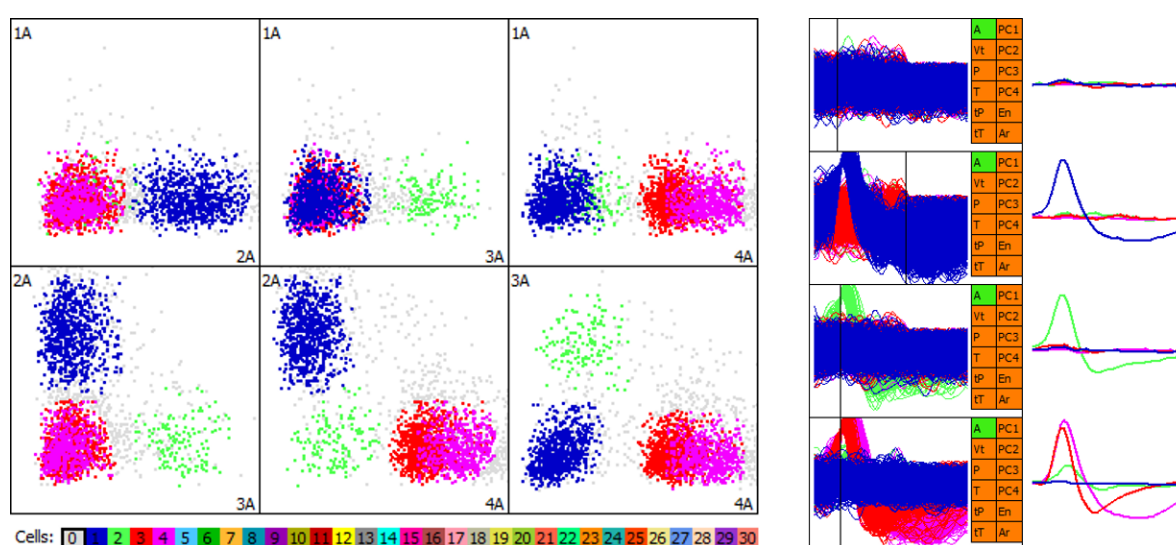 1A
1A
1A
2A
3A
4A
2A
2A
3A
3A
4A
4A
A PC1
Vt PC2
P PC3
T PC4
tP En
tT Ar
A PC1
Vt PC2
P PC3
T PC4
tP En
tT Ar
A PC1
Vt PC2
P PC3
T PC4
tP En
tT Ar
A PC1
Vt PC2
P PC3
T PC4
tP En
tT Ar
Cells: 0 1 2 3 4 5 6 7 8 9 10 11 12 13 14 15 16 17 18 19 20 21 22 23 24 25 26 27 28 29 30